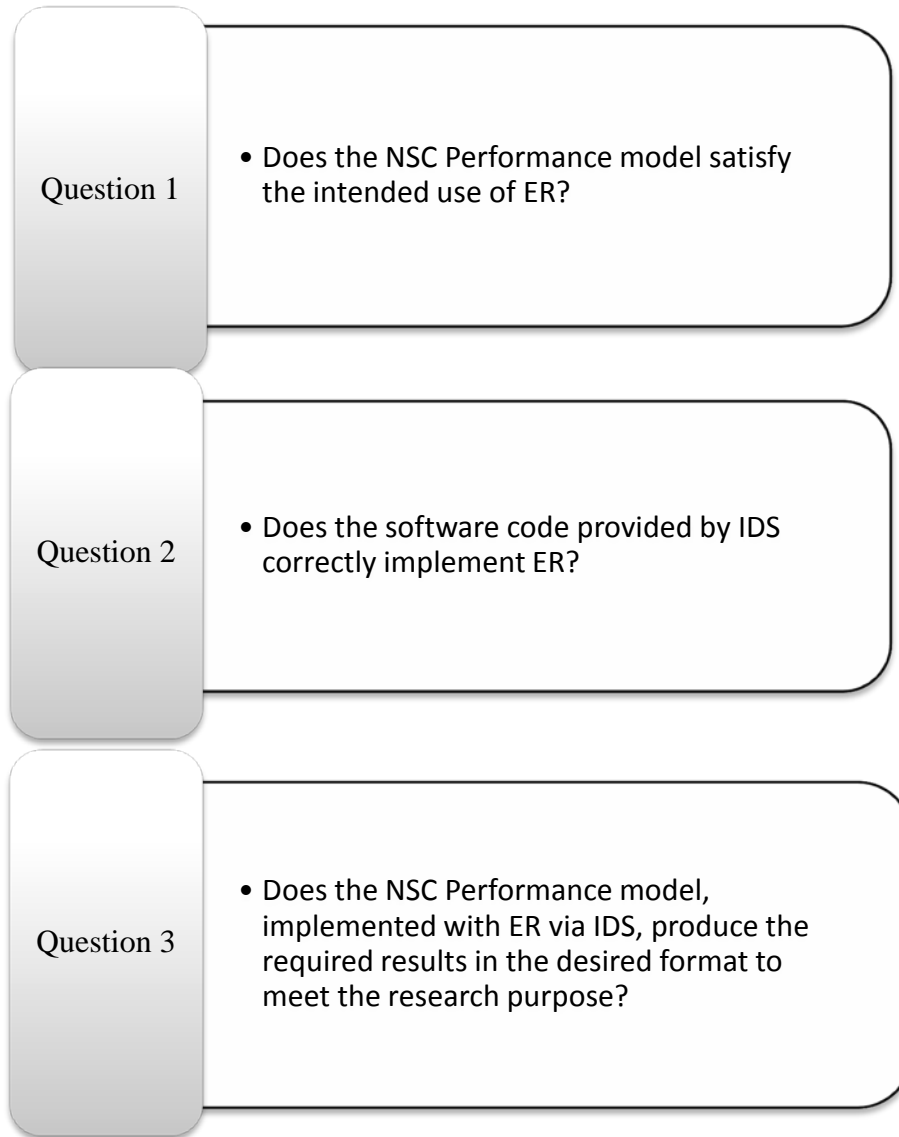 Question 1
• Does the NSC Performance model satisfy
the intended use of ER?
Question 2
• Does the software code provided by IDS
correctly implement ER?
Question 3
• Does the NSC Performance model,
implemented with ER via IDS, produce the
required results in the desired format to
meet the research purpose?